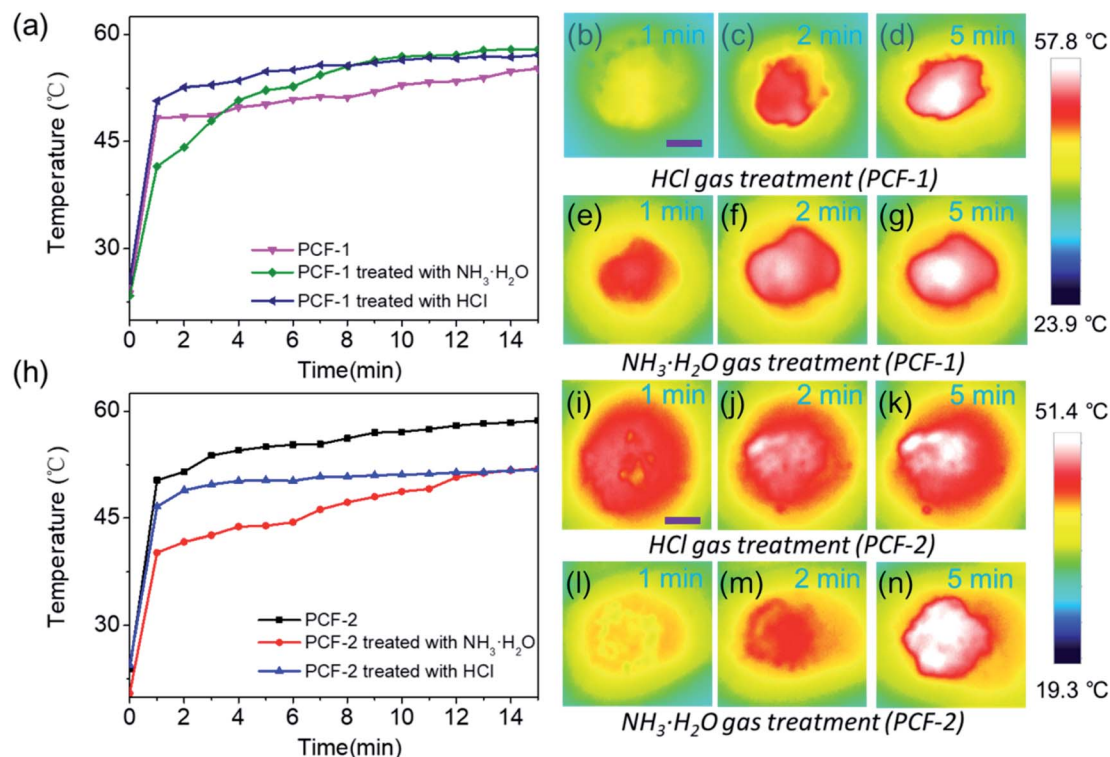 (a)
60
45
30
Temperature (℃)
PCF-1
PCF-1 treated with NH₃·H₂O
PCF-1 treated with HCl
0 2 4 6 8 10 12 14
Time(min)
(b) 1 min (c) 2 min (d) 5 min
HCl gas treatment (PCF-1)
(e) 1 min (f) 2 min (g) 5 min
NH₃·H₂O gas treatment (PCF-1)
57.8 ℃
23.9 ℃
(h)
60
45
30
Temperature (℃)
PCF-2
PCF-2 treated with NH₃·H₂O
PCF-2 treated with HCl
0 2 4 6 8 10 12 14
Time(min)
(i) 1 min (j) 2 min (k) 5 min
HCl gas treatment (PCF-2)
(l) 1 min (m) 2 min (n) 5 min
NH₃·H₂O gas treatment (PCF-2)
51.4 ℃
19.3 ℃